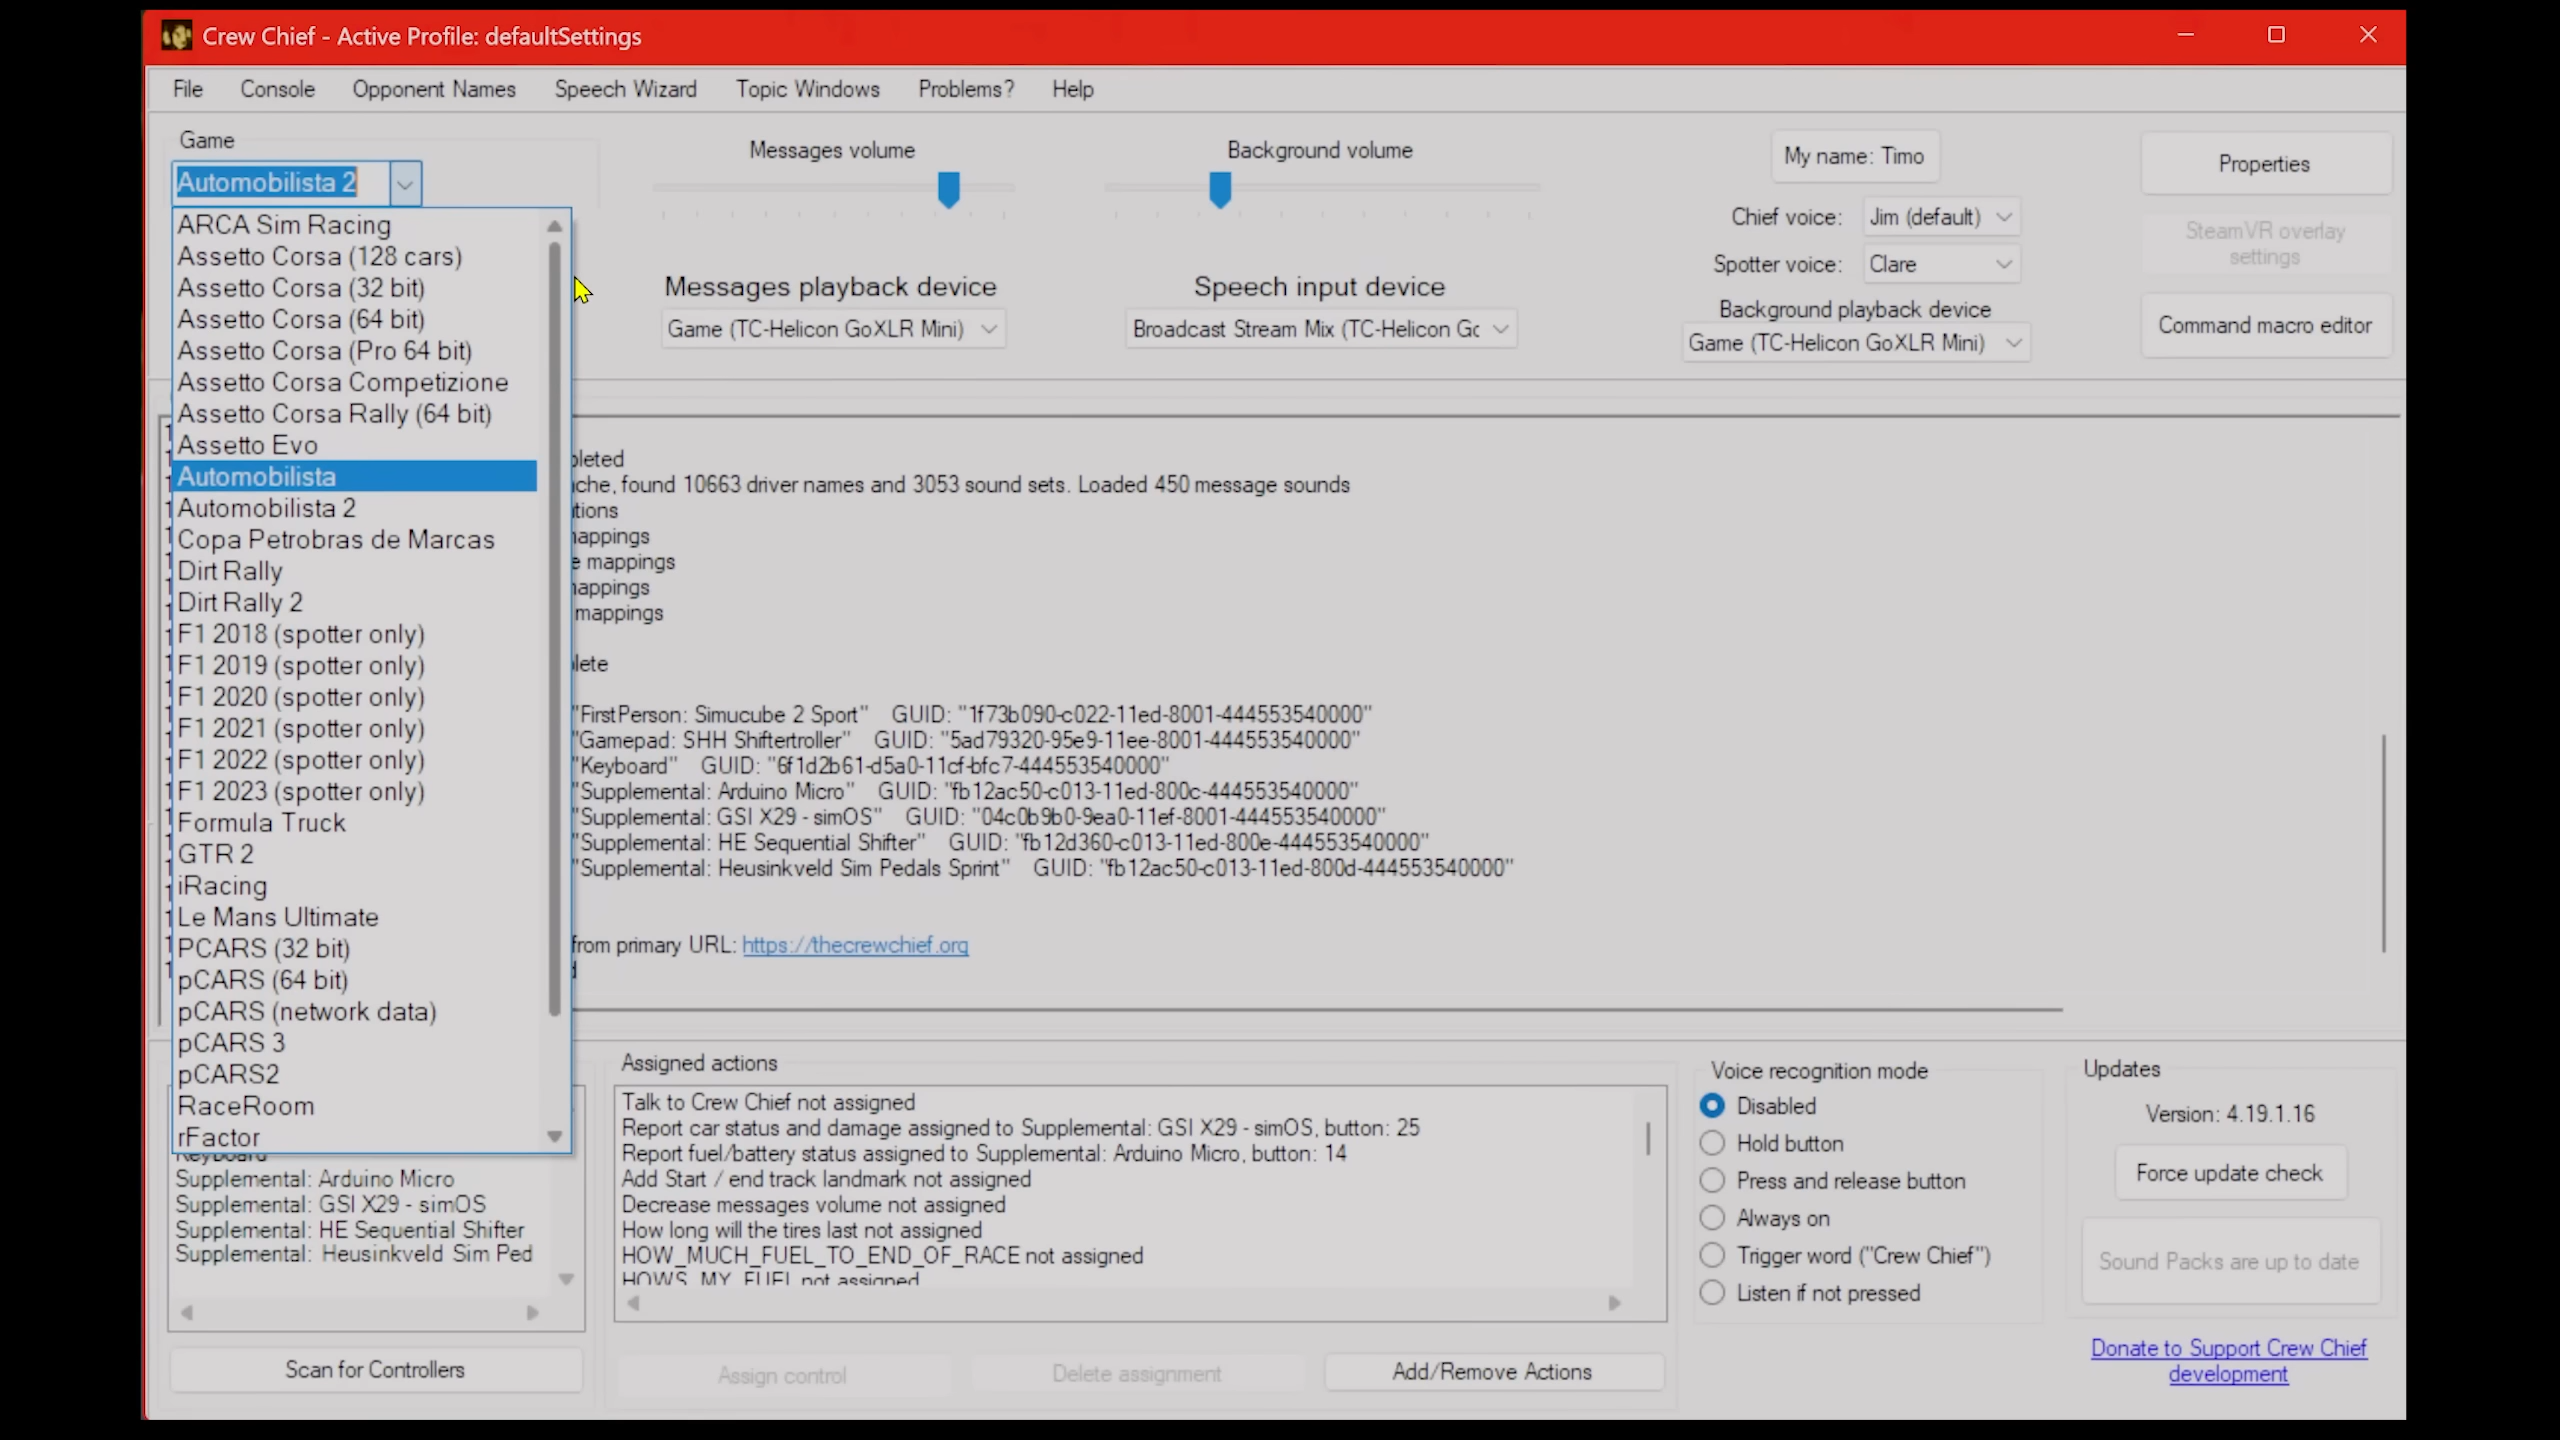 Crew Chief - Active Profile: defaultSettings
File Console Opponent Names Speech Wizard Topic Windows Problems? Help
Game
Automobilista 2
ARCA Sim Racing
Assetto Corsa (128 cars)
Assetto Corsa (32 bit)
Assetto Corsa (64 bit)
Assetto Corsa (Pro 64 bit)
Assetto Corsa Competizione
Assetto Corsa Rally (64 bit)
Assetto Evo
Automobilista
Automobilista 2
Copa Petrobras de Marcas
Dirt Rally
Dirt Rally 2
F1 2018 (spotter only)
F1 2019 (spotter only)
F1 2020 (spotter only)
F1 2021 (spotter only)
F1 2022 (spotter only)
F1 2023 (spotter only)
Formula Truck
GTR 2
iRacing
Le Mans Ultimate
PCARS (32 bit)
pCARS (64 bit)
pCARS (network data)
pCARS 3
pCARS2
RaceRoom
rFactor
Messages volume
Background volume
Messages playback device
Game (TC-Helicon GoXLR Mini)
Speech input device
Broadcast Stream Mix (TC-Helicon Gc
My name: Timo
Chief voice: Jim (default)
Spotter voice: Clare
Background playback device
Game (TC-Helicon GoXLR Mini)
Properties
SteamVR overlay
settings
Command macro editor
pleted
che, found 10663 driver names and 3053 sound sets. Loaded 450 message sounds
tions
mappings
e mappings
mappings
mappings
lete
"FirstPerson: Simucube 2 Sport" GUID: "1f73b090-c022-11ed-8001-444553540000"
"Gamepad: SHH Shiftertroller" GUID: "5ad79320-95e9-11ee-8001-444553540000"
"Keyboard" GUID: "6f1d2b61-d5a0-11cf-bfc7-444553540000"
"Supplemental: Arduino Micro" GUID: "fb12ac50-c013-11ed-800c-444553540000"
"Supplemental: GSI X29 - simOS" GUID: "04c0b9b0-9ea0-11ef-8001-444553540000"
"Supplemental: HE Sequential Shifter" GUID: "fb12d360-c013-11ed-800e-444553540000"
"Supplemental: Heusinkveld Sim Pedals Sprint" GUID: "fb12ac50-c013-11ed-800d-444553540000"
from primary URL: https://thecrewchief.org
d
Keyboard
Supplemental: Arduino Micro
Supplemental: GSI X29 - simOS
Supplemental: HE Sequential Shifter
Supplemental: Heusinkveld Sim Ped
Scan for Controllers
Assigned actions
Talk to Crew Chief not assigned
Report car status and damage assigned to Supplemental: GSI X29 - simOS, button: 25
Report fuel/battery status assigned to Supplemental: Arduino Micro, button: 14
Add Start / end track landmark not assigned
Decrease messages volume not assigned
How long will the tires last not assigned
HOW_MUCH_FUEL_TO_END_OF_RACE not assigned
HOWS_MY_FUEL not assigned
Assign control
Delete assignment
Add/Remove Actions
Voice recognition mode
Disabled
Hold button
Press and release button
Always on
Trigger word ("Crew Chief")
Listen if not pressed
Updates
Version: 4.19.1.16
Force update check
Sound Packs are up to date
Donate to Support Crew Chief
development